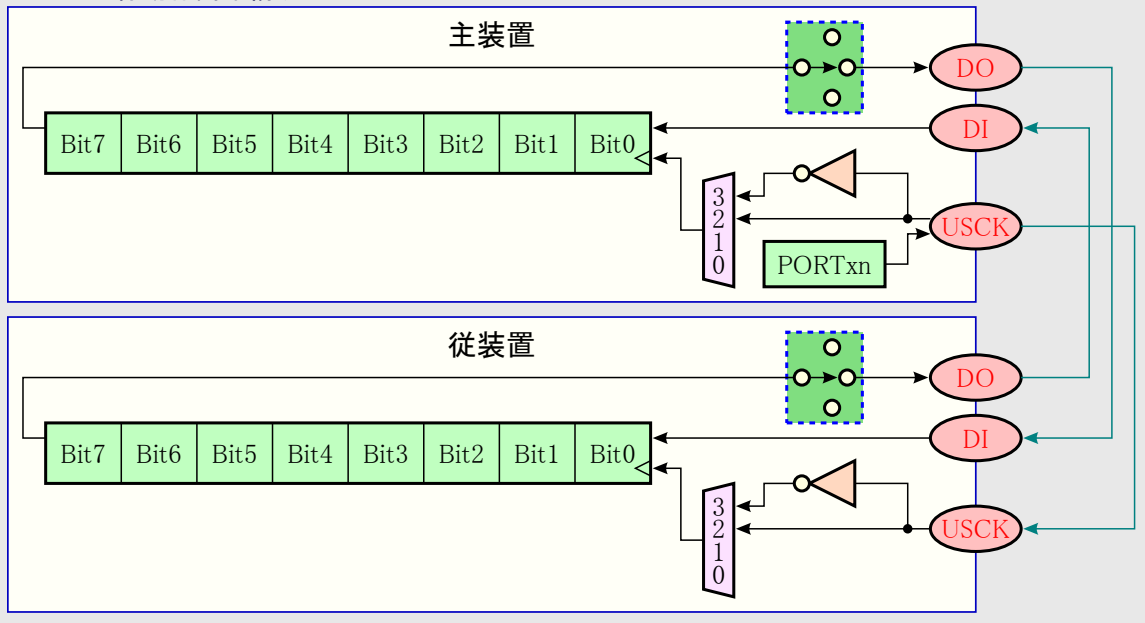 主装置
DO
DI
Bit7 Bit6 Bit5 Bit4 Bit3 Bit2 Bit1 Bit0
3
2
1
0
USCK
PORTxn
従装置
DO
DI
Bit7 Bit6 Bit5 Bit4 Bit3 Bit2 Bit1 Bit0
3
2
1
0
USCK